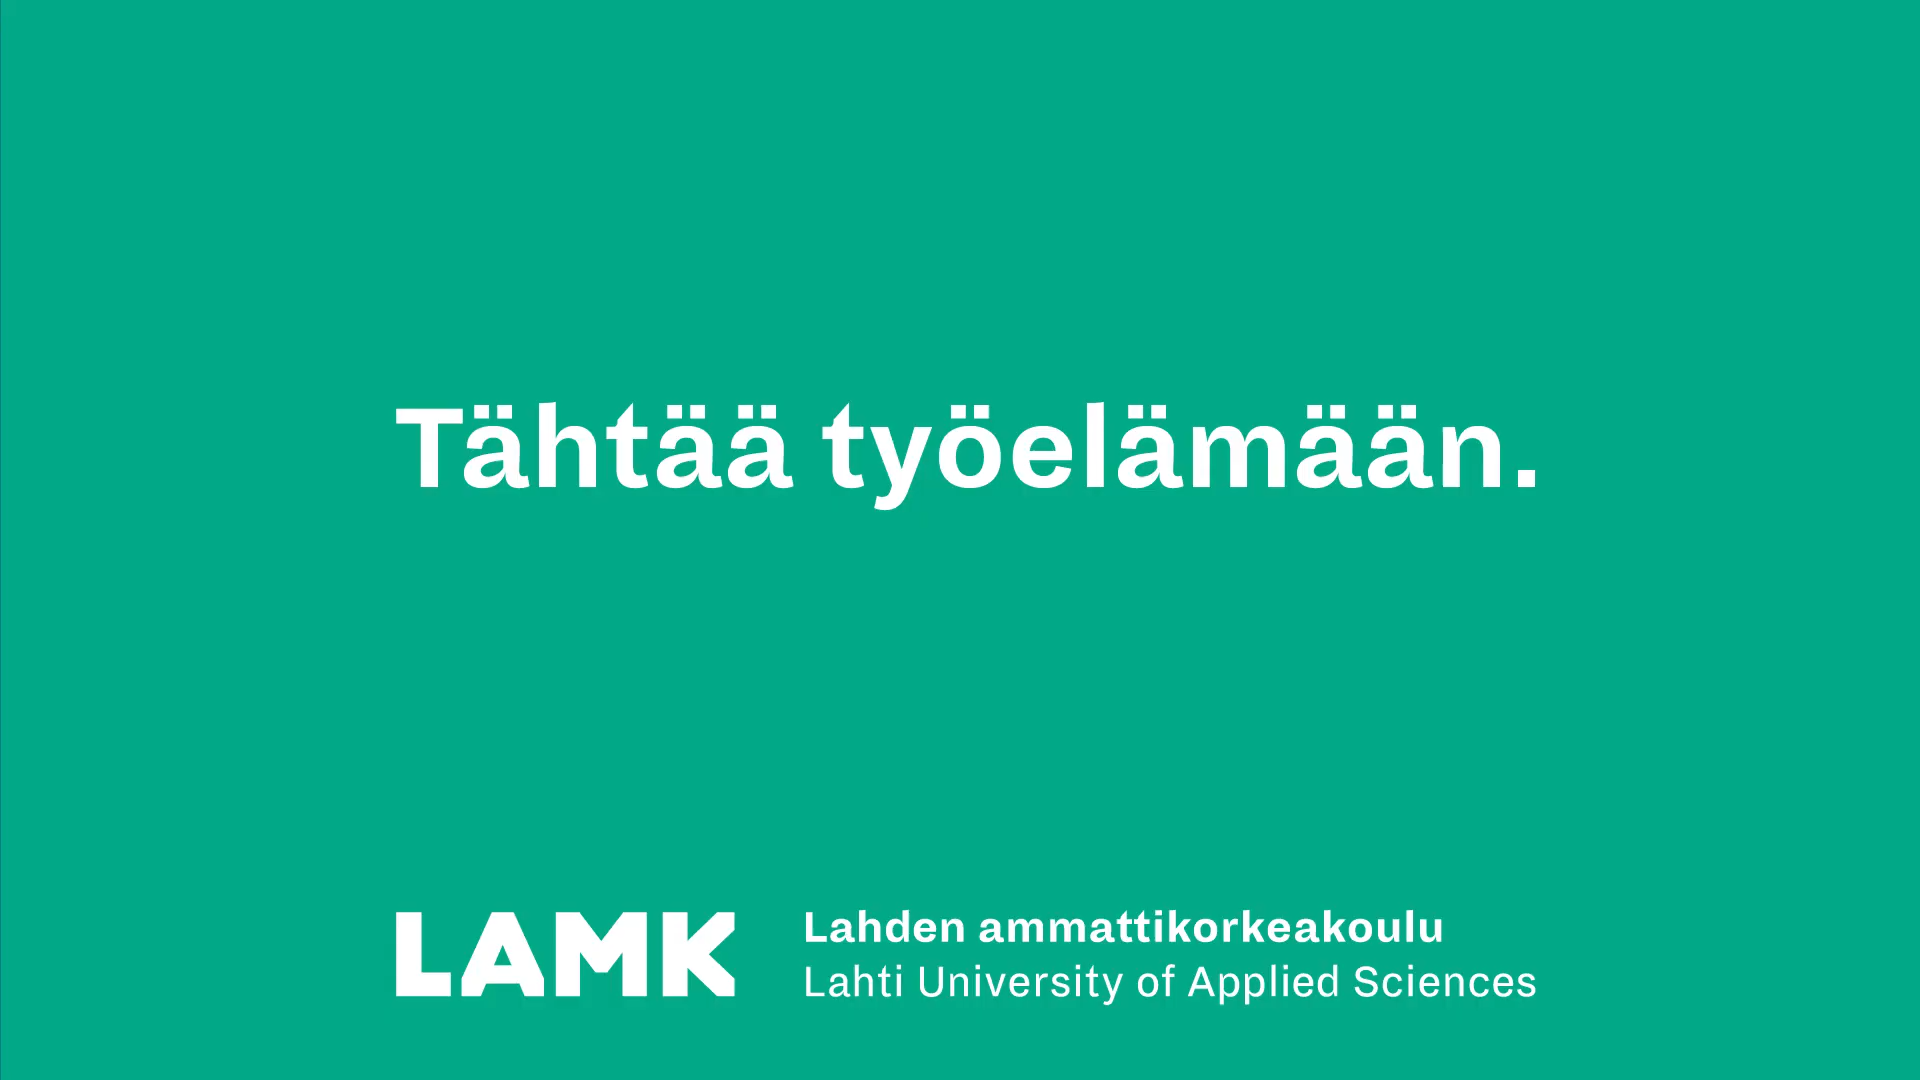 Tähtää työelämään.
LAMK
Lahden ammattikorkeakoulu
Lahti University of Applied Sciences